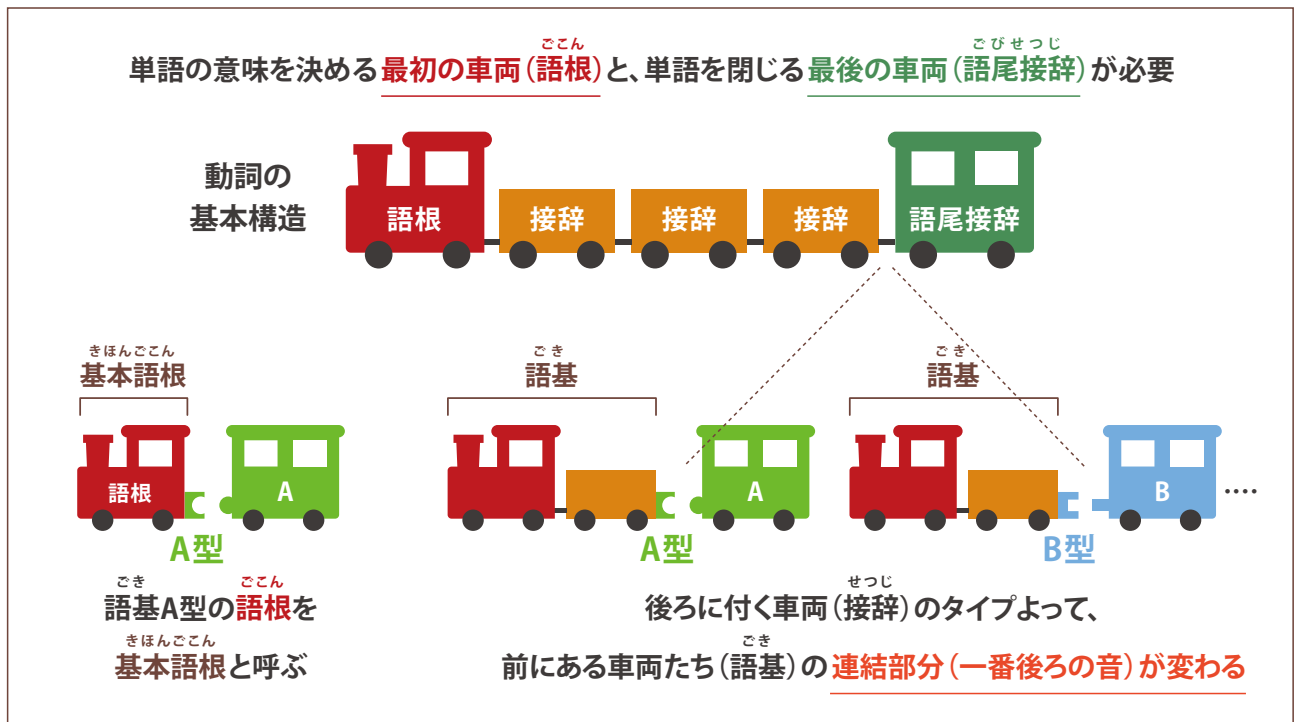 ごこん ごびせつじ
単語の意味を決める最初の車両（語根）と、単語を閉じる最後の車両（語尾接辞）が必要
動詞の
基本構造
語根 接辞 接辞 接辞 語尾接辞
きほんごこん
基本語根
ごき
語基
ごき
語基
語根 A
A型
A
A型
B ････
B型
ごき ごこん
語基A型の語根を
きほんごこん
基本語根と呼ぶ
せつじ
後ろに付く車両（接辞）のタイプよって、
ごき
前にある車両たち（語基）の連結部分（一番後ろの音）が変わる